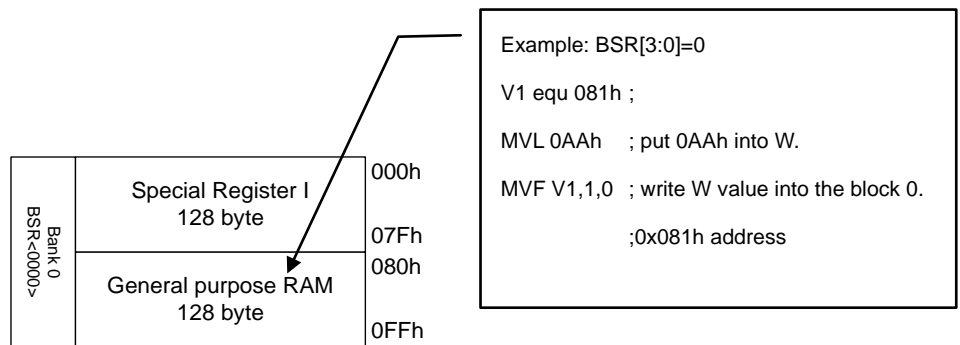 Example: BSR[3:0]=0
V1 equ 081h ;
MVL 0AAh ; put 0AAh into W.
MVF V1,1,0 ; write W value into the block 0.
;0x081h address
Bank 0
BSR<0000>
Special Register I
128 byte
000h
07Fh
General purpose RAM
128 byte
080h
0FFh